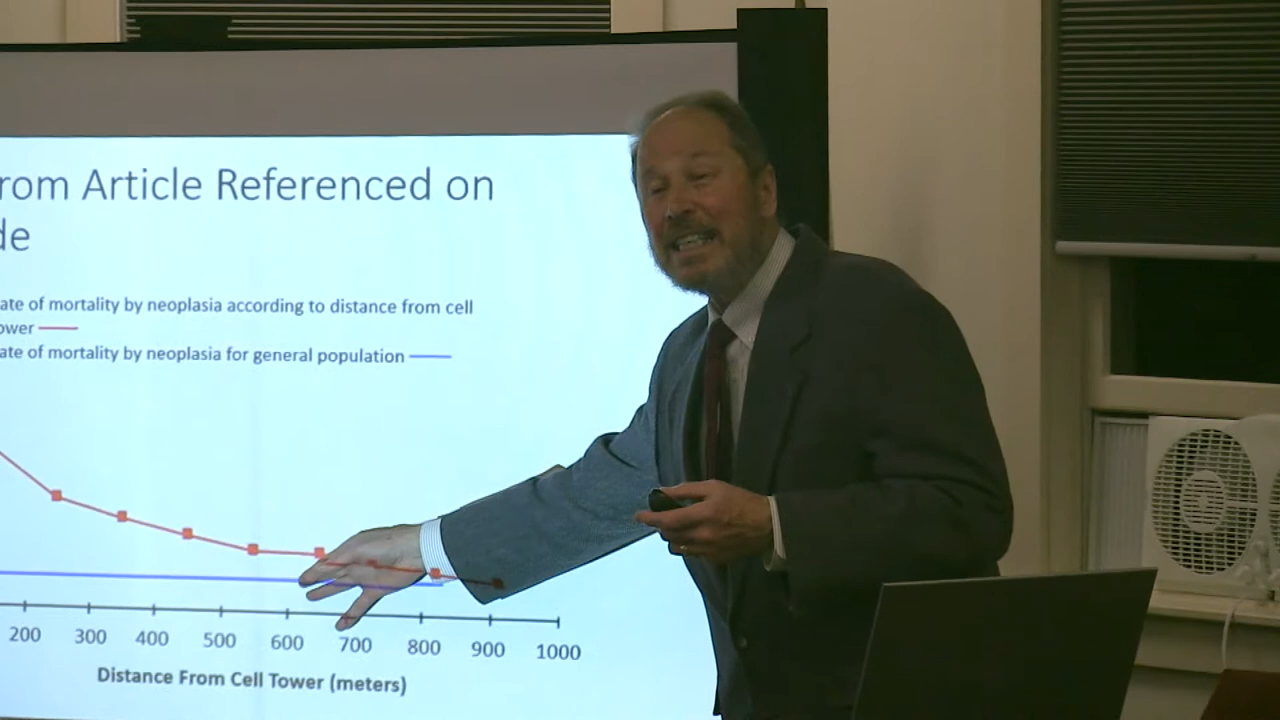 rom Article Referenced on
de
ate of mortality by neoplasia according to distance from cell
ower
ate of mortality by neoplasia for general population
200 300 400 500 600 700 800 900 1000
Distance From Cell Tower (meters)